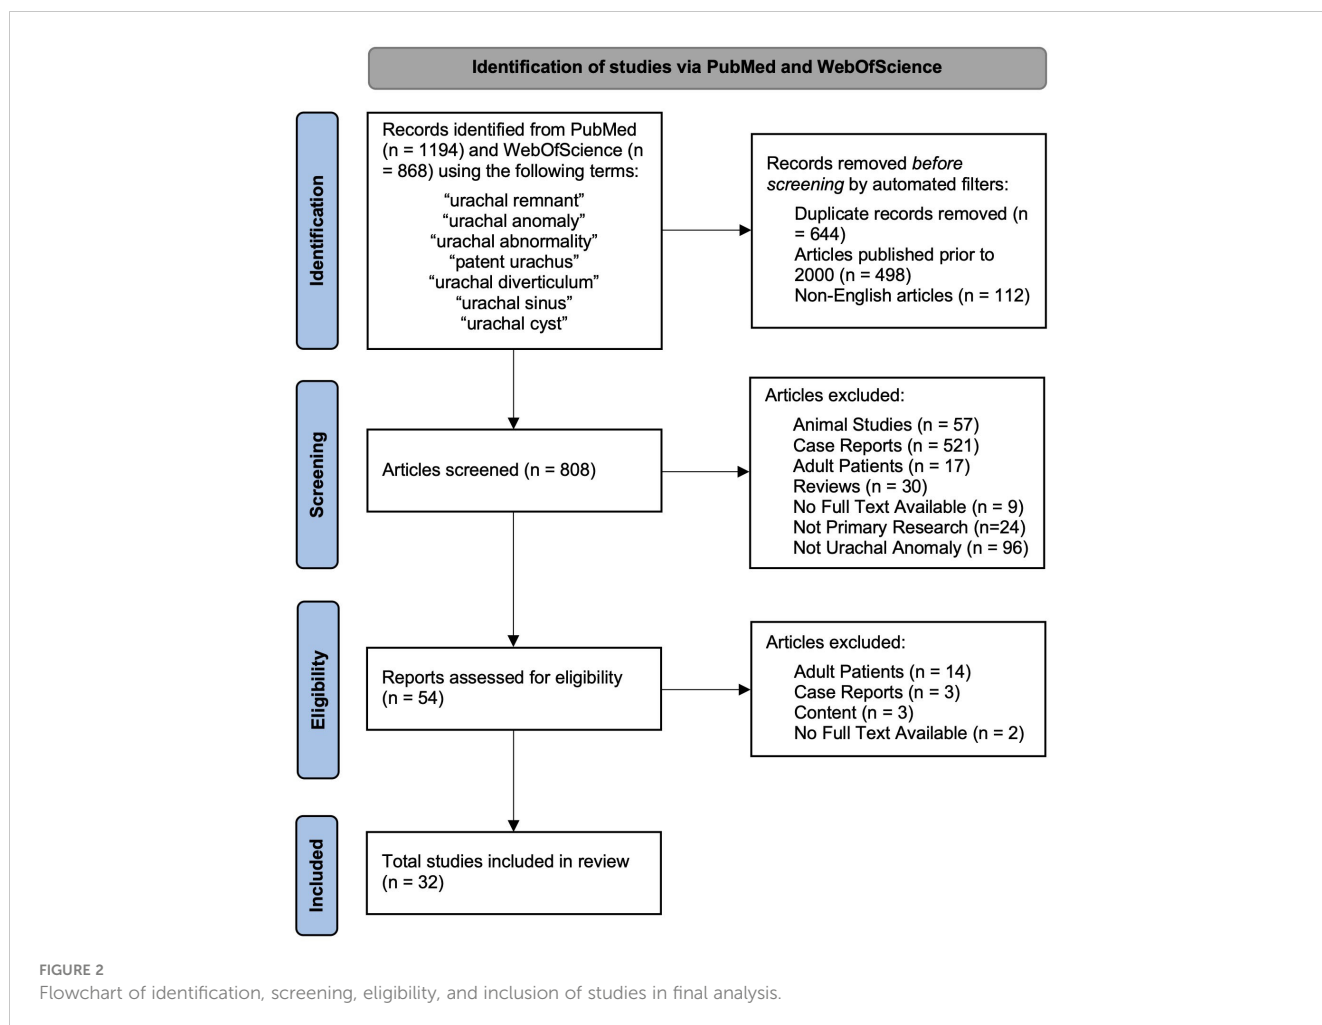 Identification of studies via PubMed and WebOfScience
Identification
Records identified from PubMed
(n = 1194) and WebOfScience (n
= 868) using the following terms:
“urachal remnant”
“urachal anomaly”
“urachal abnormality”
“patent urachus”
“urachal diverticulum”
“urachal sinus”
“urachal cyst”
Records removed before
screening by automated filters:
Duplicate records removed (n
= 644)
Articles published prior to
2000 (n = 498)
Non-English articles (n = 112)
Screening
Articles screened (n = 808)
Articles excluded:
Animal Studies (n = 57)
Case Reports (n = 521)
Adult Patients (n = 17)
Reviews (n = 30)
No Full Text Available (n = 9)
Not Primary Research (n=24)
Not Urachal Anomaly (n = 96)
Eligibility
Reports assessed for eligibility
(n = 54)
Articles excluded:
Adult Patients (n = 14)
Case Reports (n = 3)
Content (n = 3)
No Full Text Available (n = 2)
Included
Total studies included in review
(n = 32)
FIGURE 2
Flowchart of identification, screening, eligibility, and inclusion of studies in final analysis.